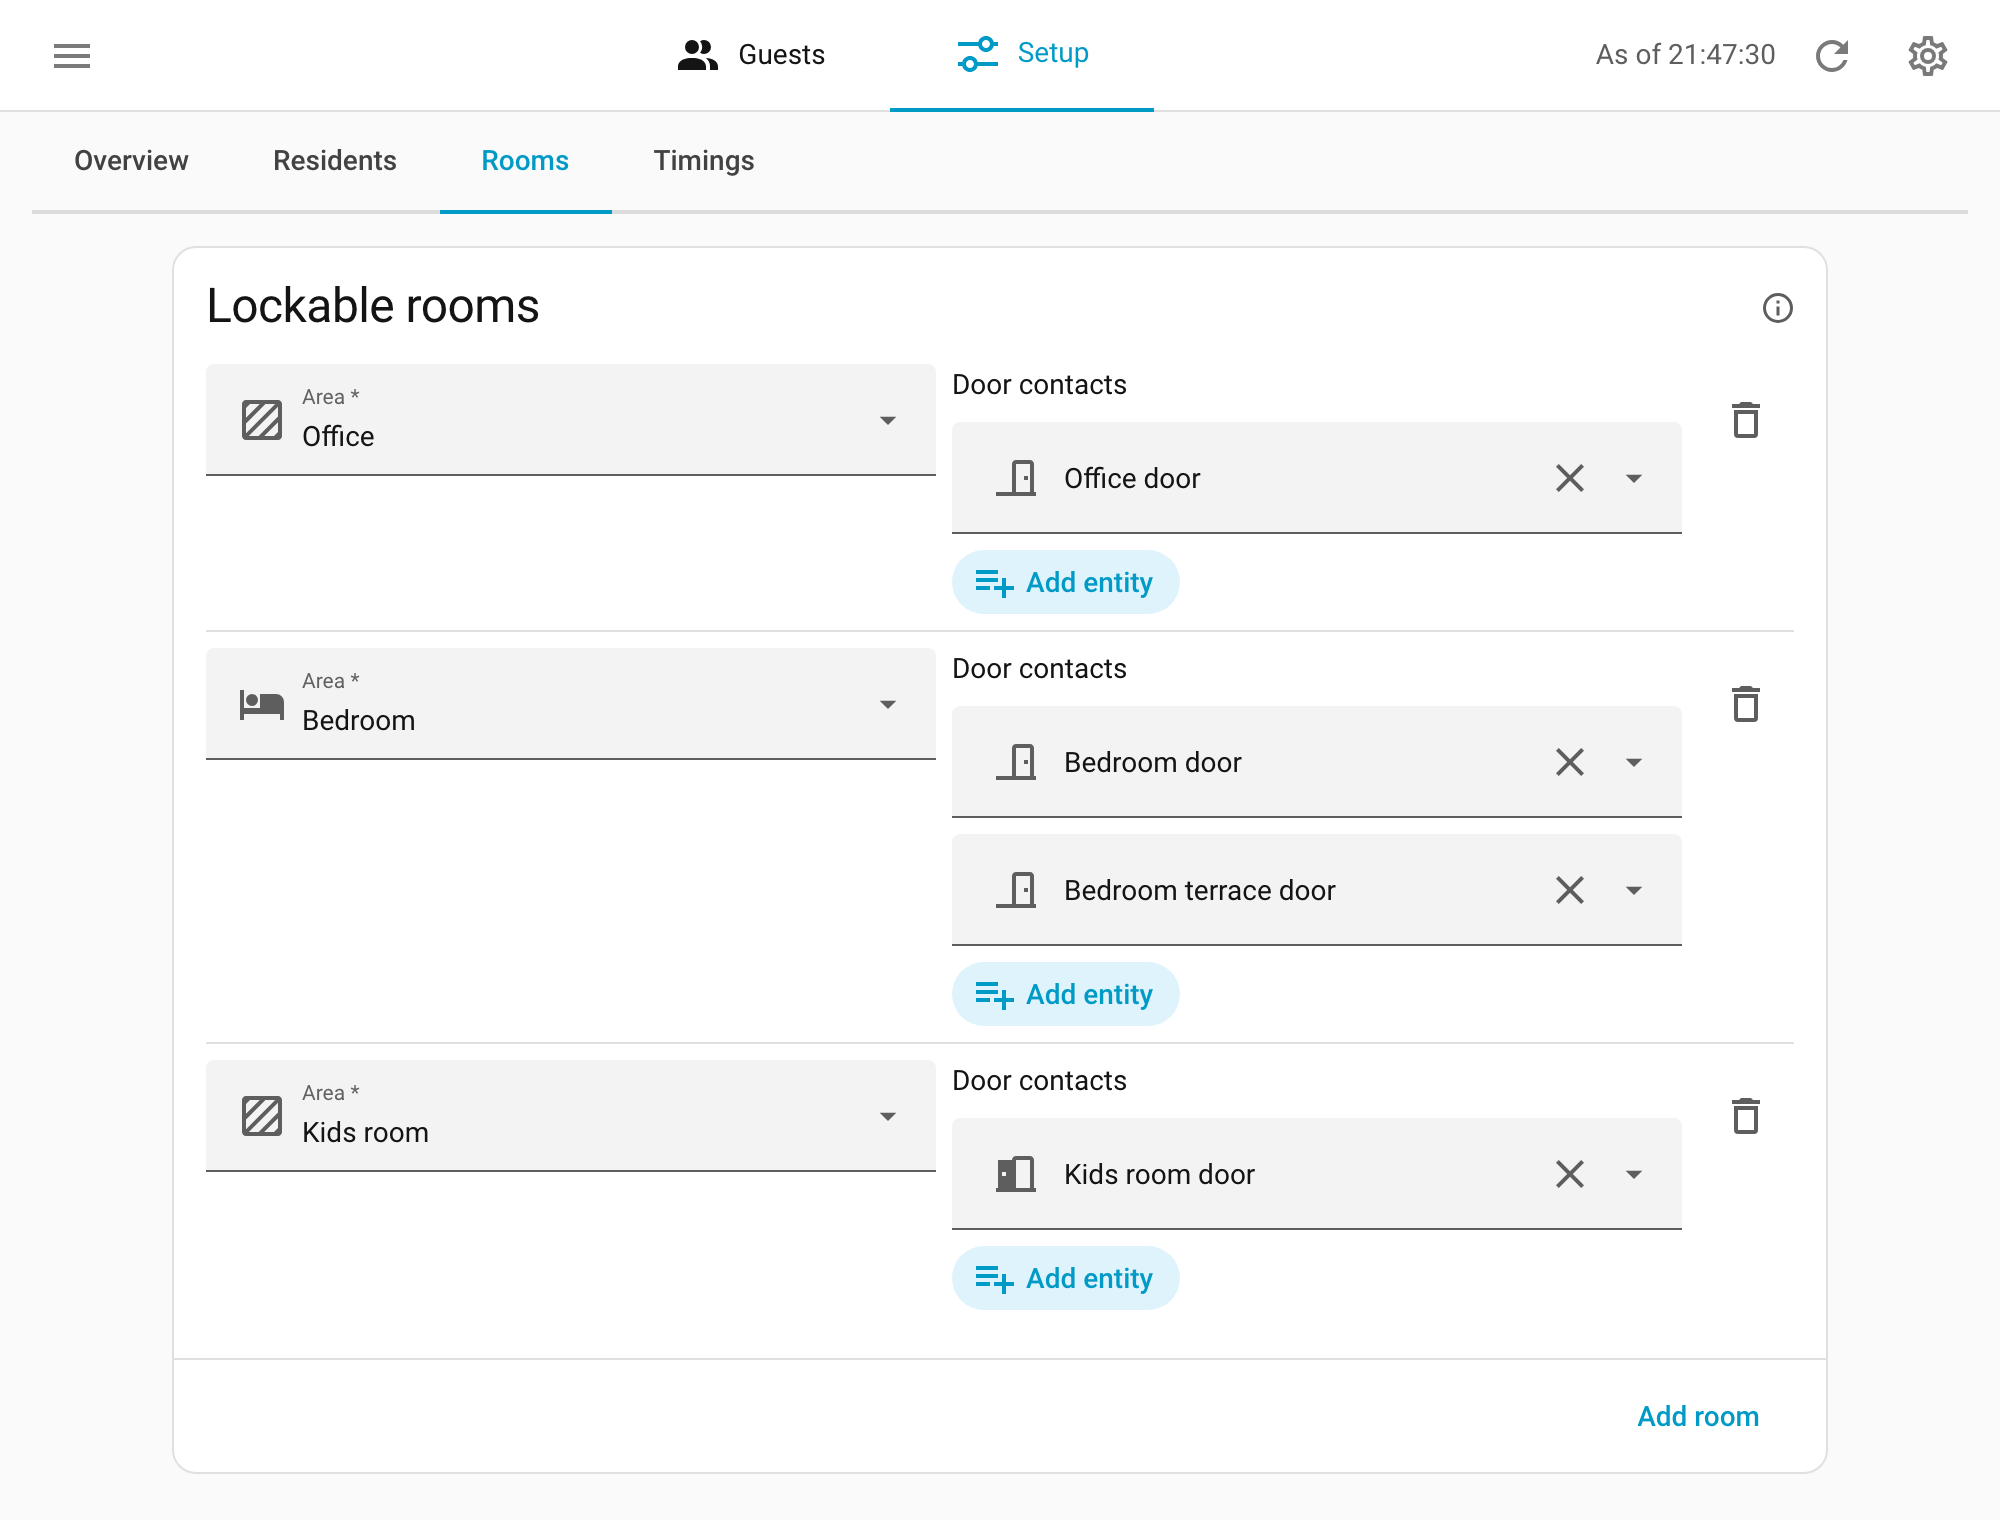 Guests
Setup
As of 21:47:30
Overview
Residents
Rooms
Timings
Lockable rooms
Area *
Office
Door contacts
Office door
Add entity
Area *
Bedroom
Door contacts
Bedroom door
Bedroom terrace door
Add entity
Area *
Kids room
Door contacts
Kids room door
Add entity
Add room